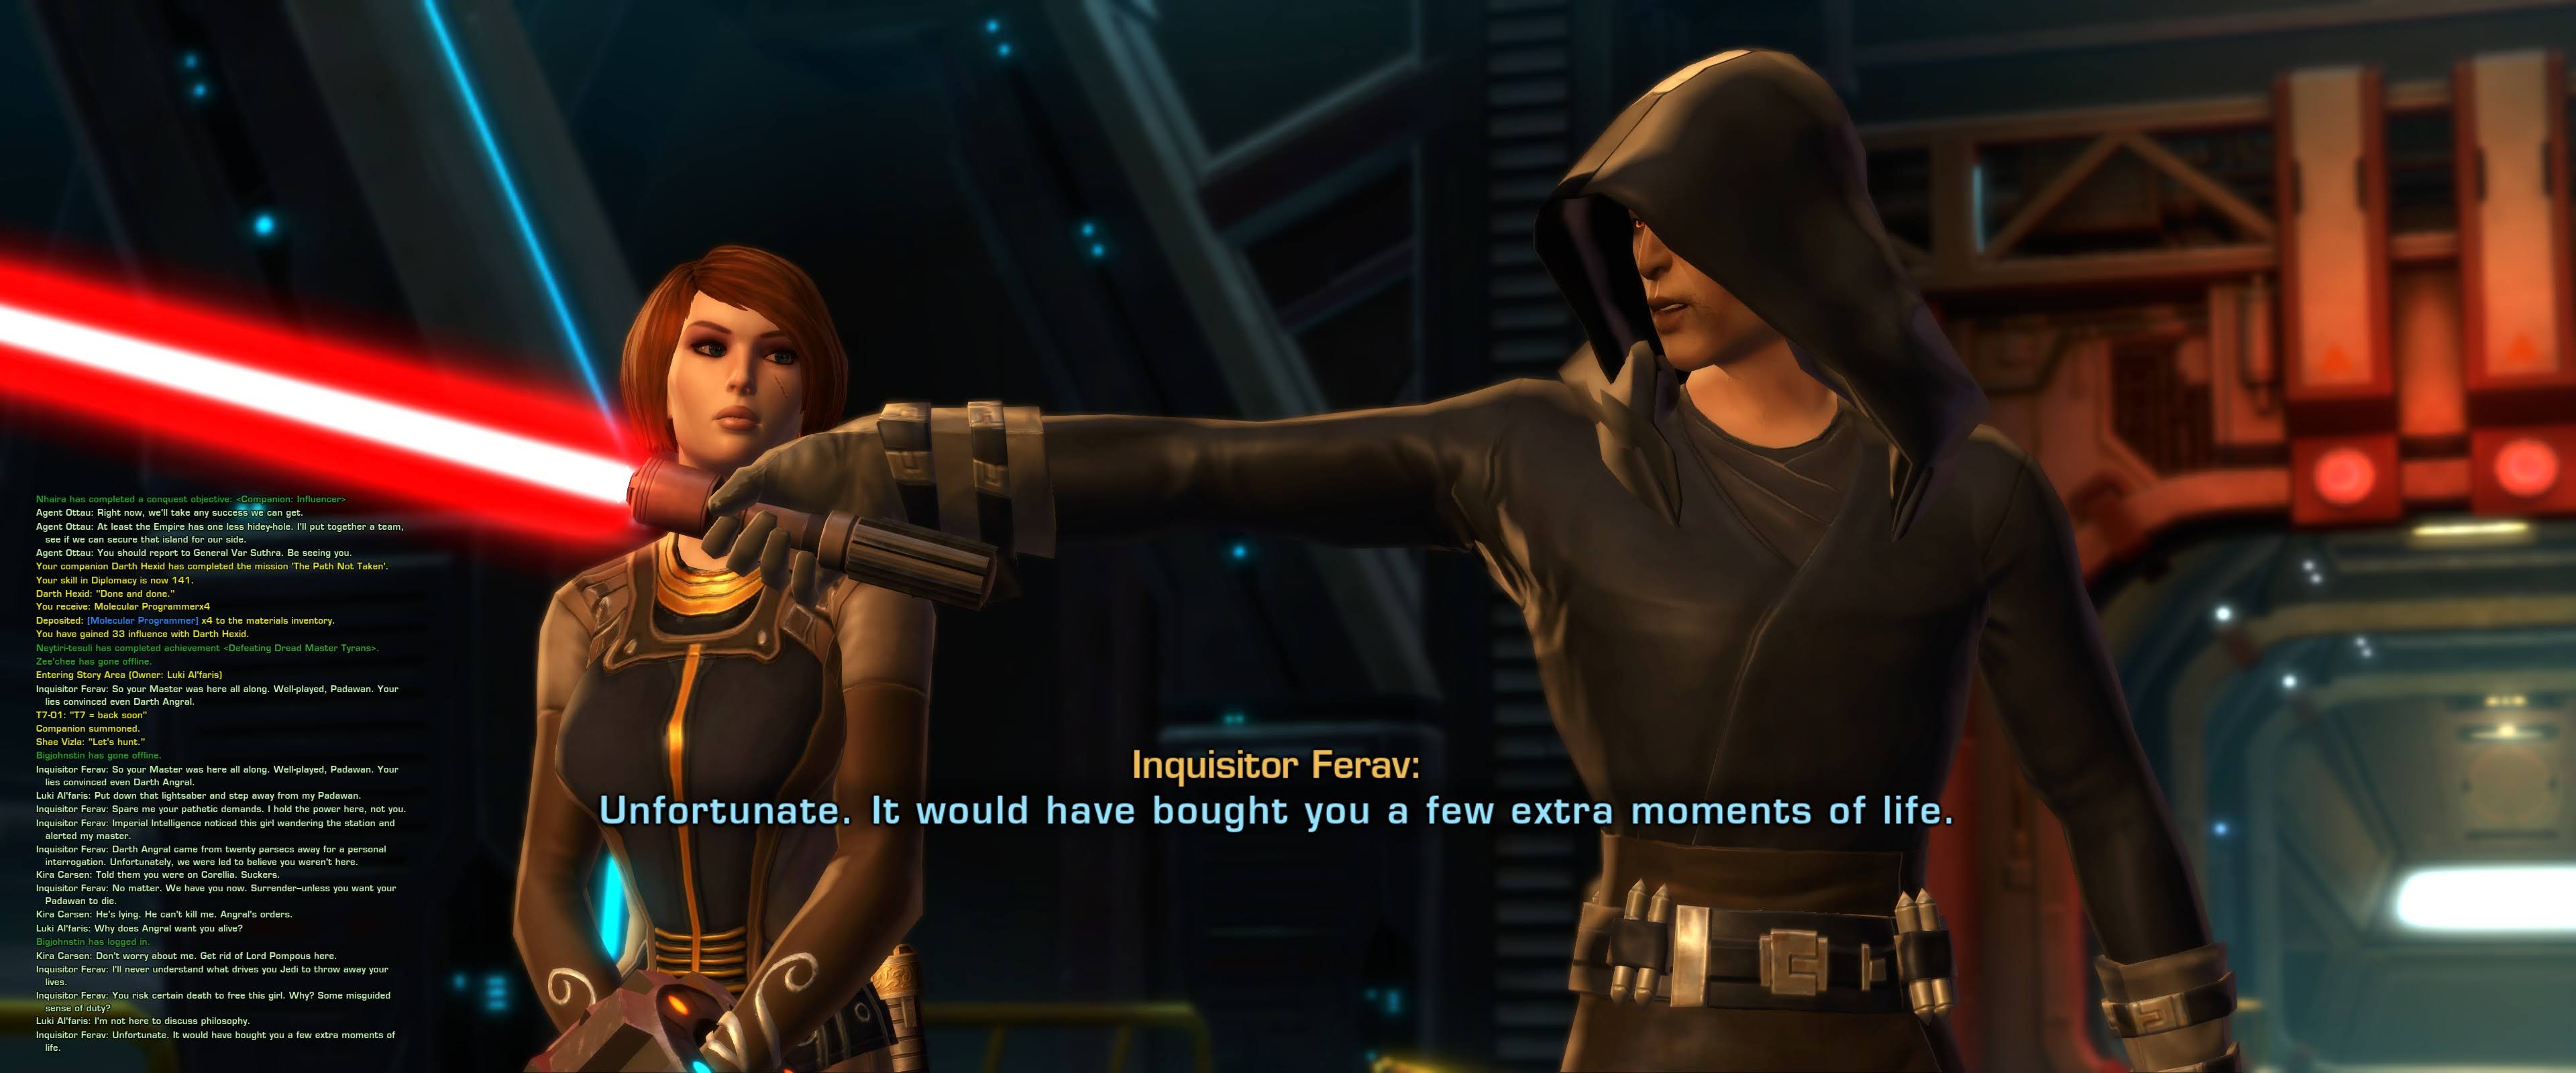 Nhaira has completed a conquest objective: <Companion: Influencer>
Agent Ottau: Right now, we'll take any success we can get.
Agent Ottau: At least the Empire has one less hidey-hole. I'll put together a team,
see if we can secure that island for our side.
Agent Ottau: You should report to General Var Suthra. Be seeing you.
Your companion Darth Hexid has completed the mission 'The Path Not Taken'.
Your skill in Diplomacy is now 141.
Darth Hexid: "Done and done."
You receive: Molecular Programmerx4
Deposited: [Molecular Programmer] x4 to the materials inventory.
You have gained 33 influence with Darth Hexid.
Neytiri-tesuli has completed achievement <Defeating Dread Master Tyrans>.
Zee'chee has gone offline.
Entering Story Area (Owner: Luki Al'faris)
Inquisitor Ferav: So your Master was here all along. Well-played, Padawan. Your
lies convinced even Darth Angral.
T7-01: "T7 = back soon"
Companion summoned.
Shae Vizla: "Let's hunt."
Bigjohnstin has gone offline.
Inquisitor Ferav: So your Master was here all along. Well-played, Padawan. Your
lies convinced even Darth Angral.
Luki Al'faris: Put down that lightsaber and step away from my Padawan.
Inquisitor Ferav: Spare me your pathetic demands. I hold the power here, not you.
Inquisitor Ferav: Imperial Intelligence noticed this girl wandering the station and
alerted my master.
Inquisitor Ferav: Darth Angral came from twenty parsecs away for a personal
interrogation. Unfortunately, we were led to believe you weren't here.
Kira Carsen: Told them you were on Corellia. Suckers.
Inquisitor Ferav: No matter. We have you now. Surrender—unless you want your
Padawan to die.
Kira Carsen: He's lying. He can't kill me. Angral's orders.
Luki Al'faris: Why does Angral want you alive?
Bigjohnstin has logged in.
Kira Carsen: Don't worry about me. Get rid of Lord Pompous here.
Inquisitor Ferav: I'll never understand what drives you Jedi to throw away your
lives.
Inquisitor Ferav: You risk certain death to free this girl. Why? Some misguided
sense of duty?
Luki Al'faris: I'm not here to discuss philosophy.
Inquisitor Ferav: Unfortunate. It would have bought you a few extra moments of
life.
Inquisitor Ferav:
Unfortunate. It would have bought you a few extra moments of life.